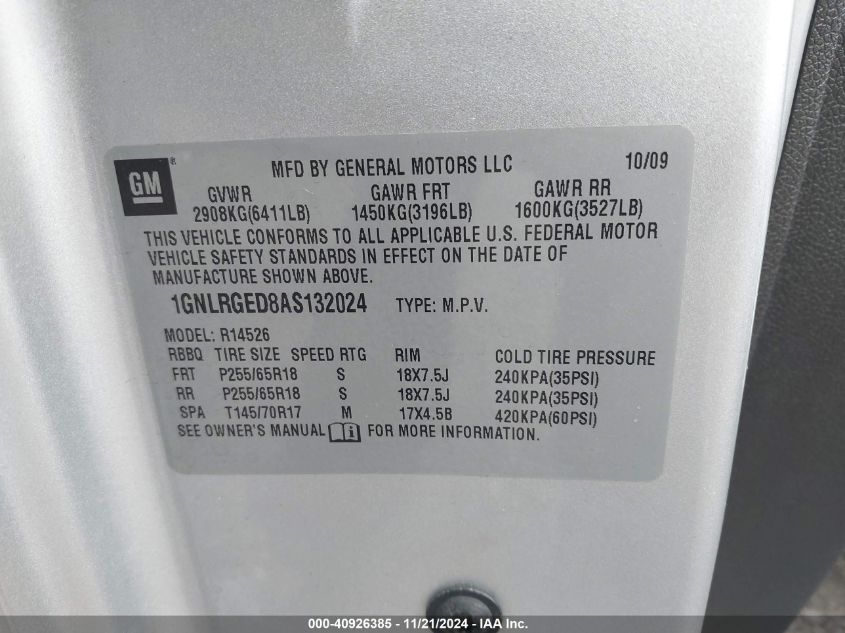 GM®
MFD BY GENERAL MOTORS LLC 10/09
GVWR GAWR FRT GAWR RR
2908KG(6411LB) 1450KG(3196LB) 1600KG(3527LB)
THIS VEHICLE CONFORMS TO ALL APPLICABLE U.S. FEDERAL MOTOR
VEHICLE SAFETY STANDARDS IN EFFECT ON THE DATE OF
MANUFACTURE SHOWN ABOVE.
1GNLRGED8AS132024 TYPE: M.P.V.
MODEL: R14526
RBBQ TIRE SIZE SPEED RTG RIM COLD TIRE PRESSURE
FRT P255/65R18 S 18X7.5J 240KPA(35PSI)
RR P255/65R18 S 18X7.5J 240KPA(35PSI)
SPA T145/70R17 M 17X4.5B 420KPA(60PSI)
SEE OWNER'S MANUAL FOR MORE INFORMATION.
000-40926385 - 11/21/2024 - IAA Inc.